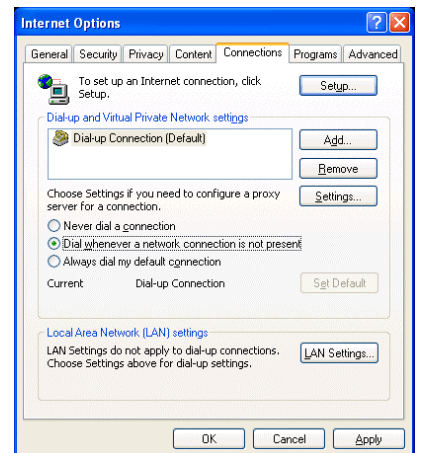 Internet Options
General Security Privacy Content Connections Programs Advanced
To set up an Internet connection, click
Setup.
Setup...
Dial-up and Virtual Private Network settings
Dial-up Connection (Default)
Add...
Remove
Choose Settings if you need to configure a proxy
server for a connection.
Settings...
Never dial a connection
Dial whenever a network connection is not present
Always dial my default connection
Current Dial-up Connection
Set Default
Local Area Network (LAN) settings
LAN Settings do not apply to dial-up connections.
Choose Settings above for dial-up settings.
LAN Settings...
OK Cancel Apply